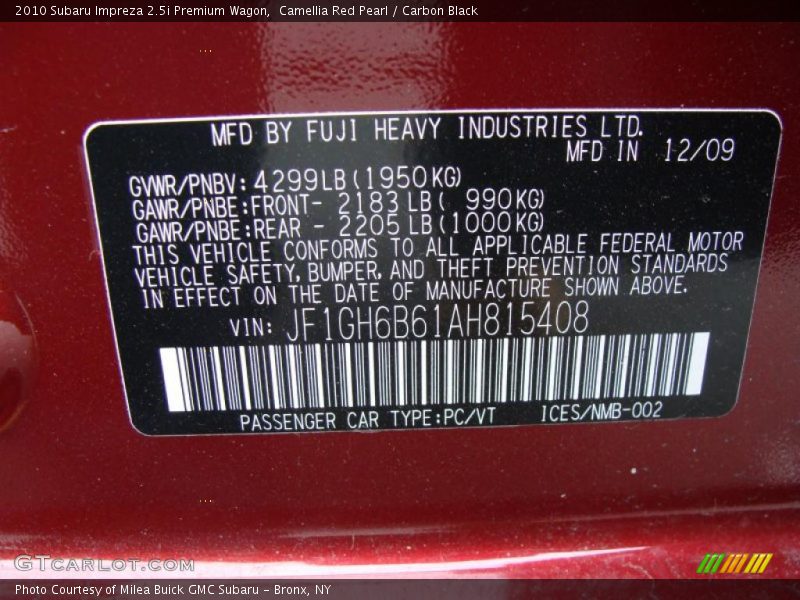 2010 Subaru Impreza 2.5i Premium Wagon,  Camellia Red Pearl / Carbon Black
MFD BY FUJI HEAVY INDUSTRIES LTD.
MFD IN 12/09
GVWR/PNBV:4299LB(1950KG)
GAWR/PNBE:FRONT- 2183 LB( 990KG)
GAWR/PNBE:REAR - 2205 LB(1000KG)
THIS VEHICLE CONFORMS TO ALL APPLICABLE FEDERAL MOTOR
VEHICLE SAFETY, BUMPER, AND THEFT PREVENTION STANDARDS
IN EFFECT ON THE DATE OF MANUFACTURE SHOWN ABOVE.
VIN: JF1GH6B61AH815408
PASSENGER CAR TYPE:PC/VT ICES/NMB-002
GTCARLOT.COM
Photo Courtesy of Milea Buick GMC Subaru - Bronx, NY